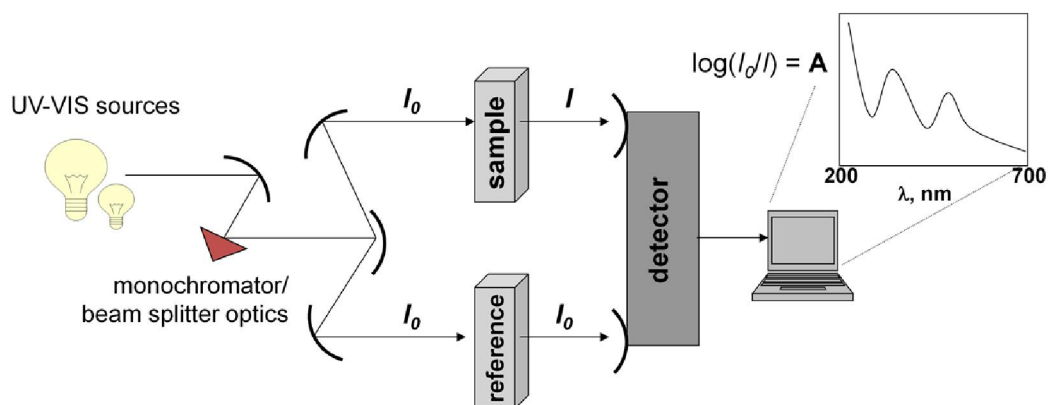 UV-VIS sources
monochromator/
beam splitter optics
I₀
sample
I
I₀
reference
I₀
detector
log(I₀/I) = A
200
700
λ, nm